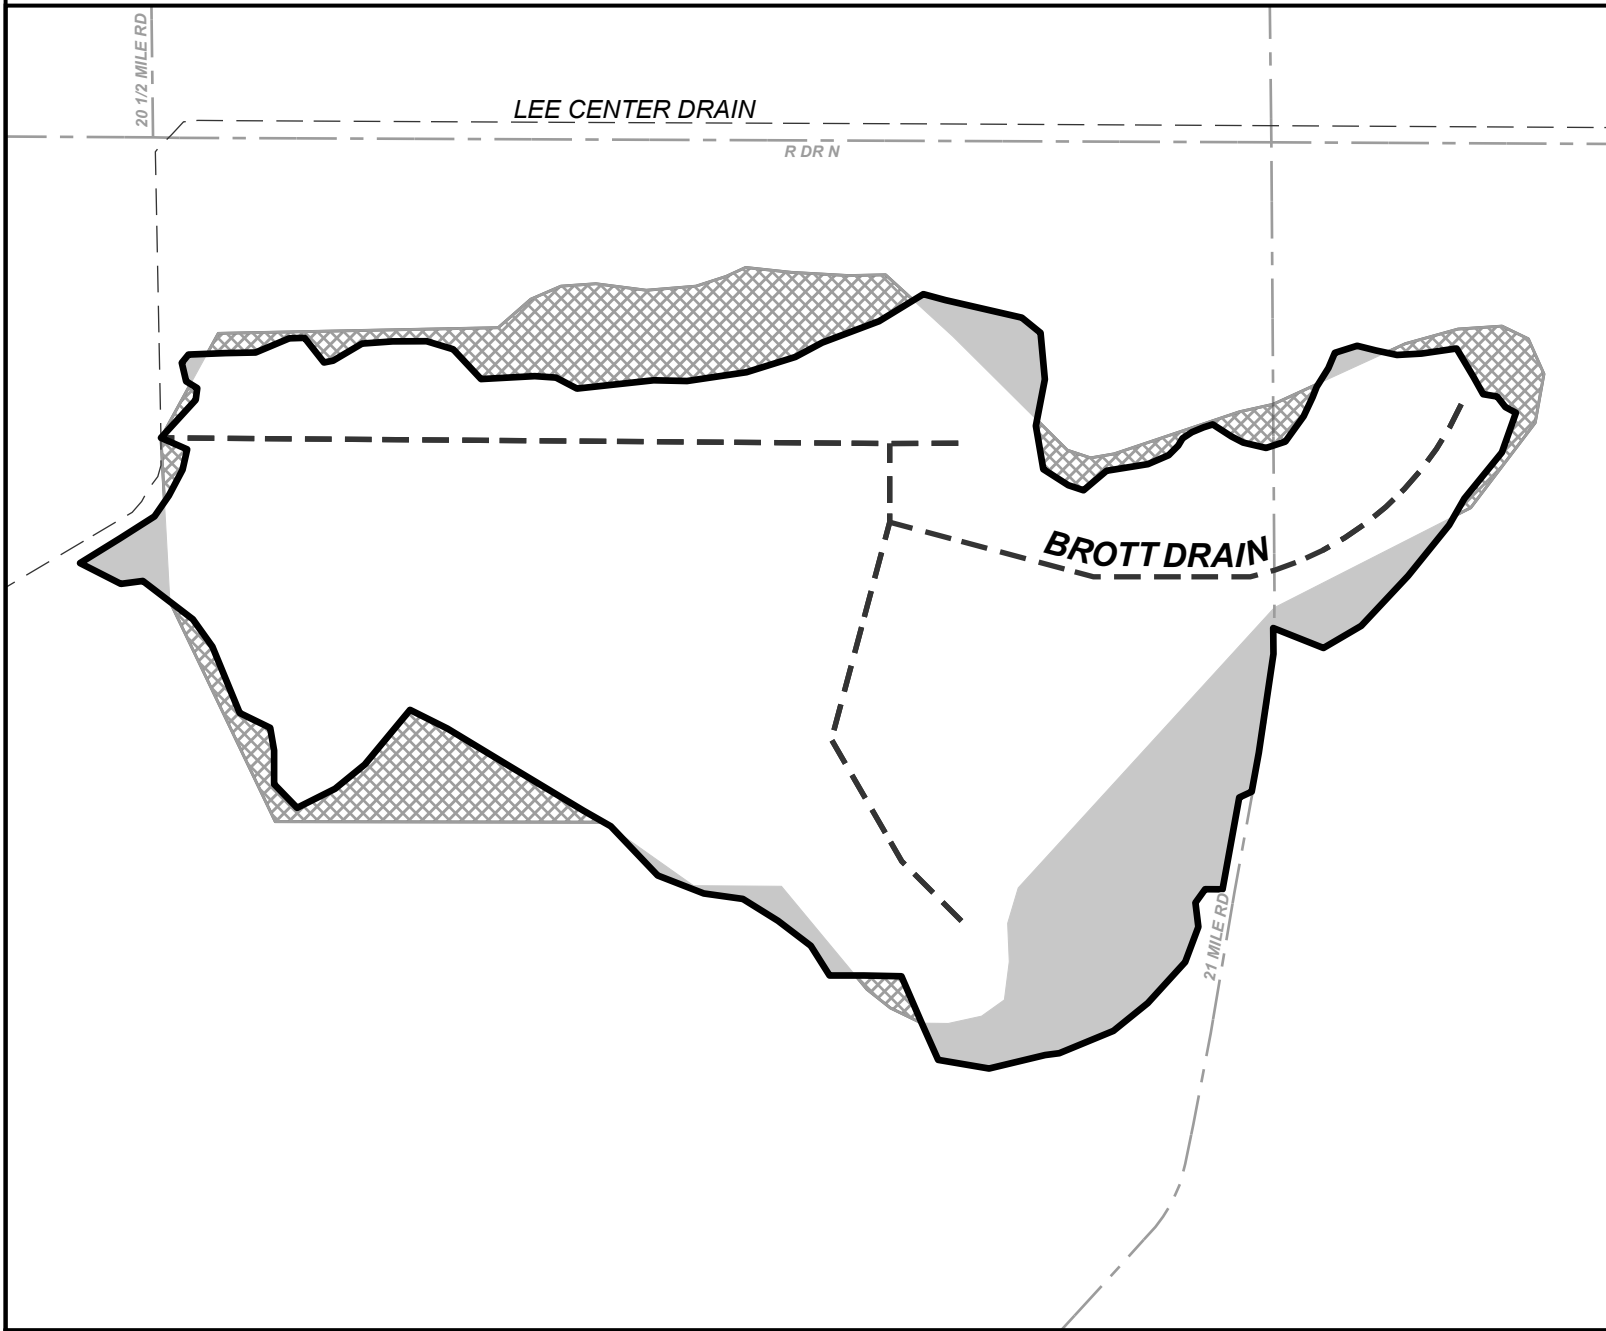 20 1/2 MILE RD
LEE CENTER DRAIN
R DR N
BROTT DRAIN
21 MILE RD